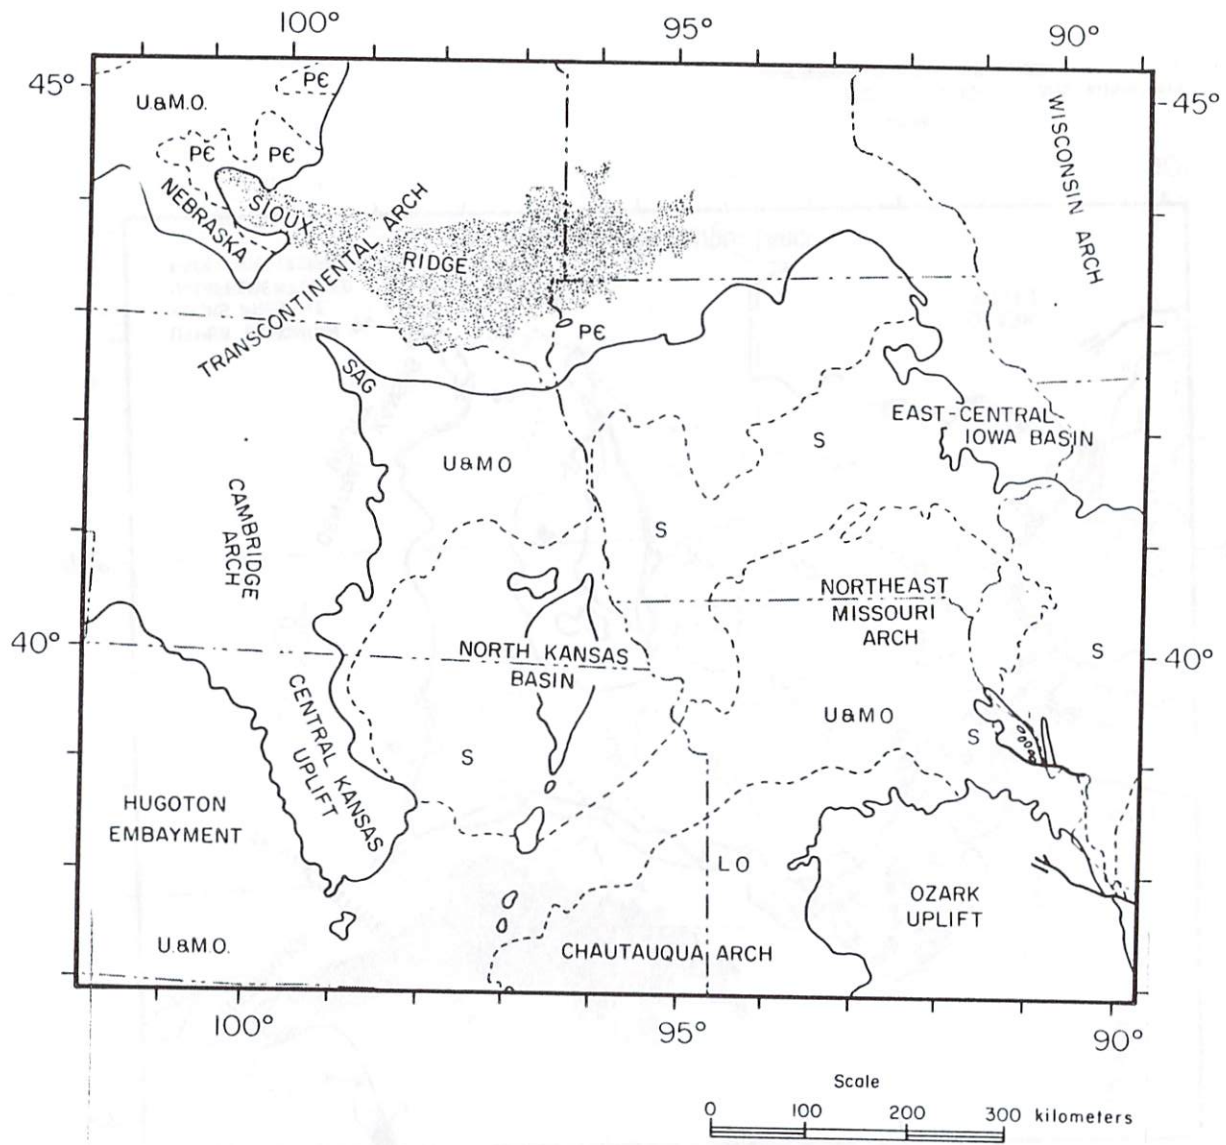 100°
95°
90°
45°
45°
PЄ
U&M.O.
PЄ
PЄ
WISCONSIN ARCH
NEBRASKA
SIOUX
RIDGE
TRANSCONTINENTAL ARCH
PЄ
SAG
EAST-CENTRAL
IOWA BASIN
S
U&MO
CAMBRIDGE
ARCH
S
NORTHEAST
MISSOURI
ARCH
40°
NORTH KANSAS
BASIN
S
40°
CENTRAL KANSAS
UPLIFT
U&MO
S
S
HUGOTON
EMBAYMENT
LO
OZARK
UPLIFT
U&MO.
CHAUTAUQUA ARCH
100°
95°
90°
Scale
0 100 200 300 kilometers